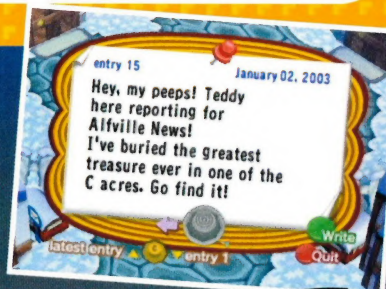 entry 15
January 02, 2003
Hey, my peeps! Teddy
here reporting for
Alfville News!
I've buried the greatest
treasure ever in one of the
C acres. Go find it!
Write
latest entry
C
entry 1
Quit